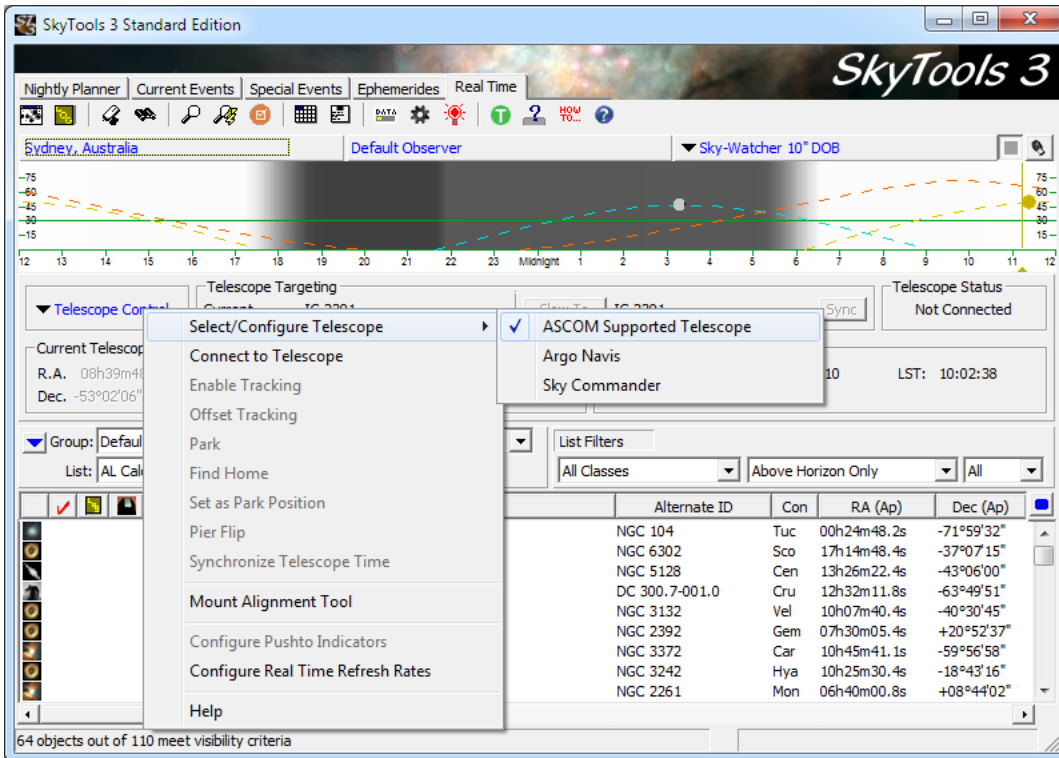 SkyTools 3 Standard Edition
SkyTools 3
Nightly Planner Current Events Special Events Ephemerides Real Time
DATA HOW TO...
Sydney, Australia Default Observer Sky-Watcher 10" DOB
-75 75-
-60 60-
-45 45-
-30 30-
-15 15-
12 13 14 15 16 17 18 19 20 21 22 23 Midnight 1 2 3 4 5 6 7 8 9 10 11 12
Telescope Control Telescope Targeting Telescope Status
Sync Not Connected
Select/Configure Telescope ASCOM Supported Telescope
Connect to Telescope Argo Navis
Enable Tracking Sky Commander
Offset Tracking
Park
Find Home
Set as Park Position
Pier Flip
Synchronize Telescope Time
Mount Alignment Tool
Configure Pushto Indicators
Configure Real Time Refresh Rates
Help
Current
R.A. 08h39m
Dec. -53°02'06"
10 LST: 10:02:38
Group: List Filters
List: AL All Classes Above Horizon Only All
Alternate ID Con RA (Ap) Dec (Ap)
NGC 104 Tuc 00h24m48.2s -71°59'32"
NGC 6302 Sco 17h14m48.4s -37°07'15"
NGC 5128 Cen 13h26m22.4s -43°06'00"
DC 300.7-001.0 Cru 12h32m11.8s -63°49'51"
NGC 3132 Vel 10h07m40.4s -40°30'45"
NGC 2392 Gem 07h30m05.4s +20°52'37"
NGC 3372 Car 10h45m41.1s -59°56'58"
NGC 3242 Hya 10h25m30.4s -18°43'16"
NGC 2261 Mon 06h40m00.8s +08°44'02"
64 objects out of 110 meet visibility criteria